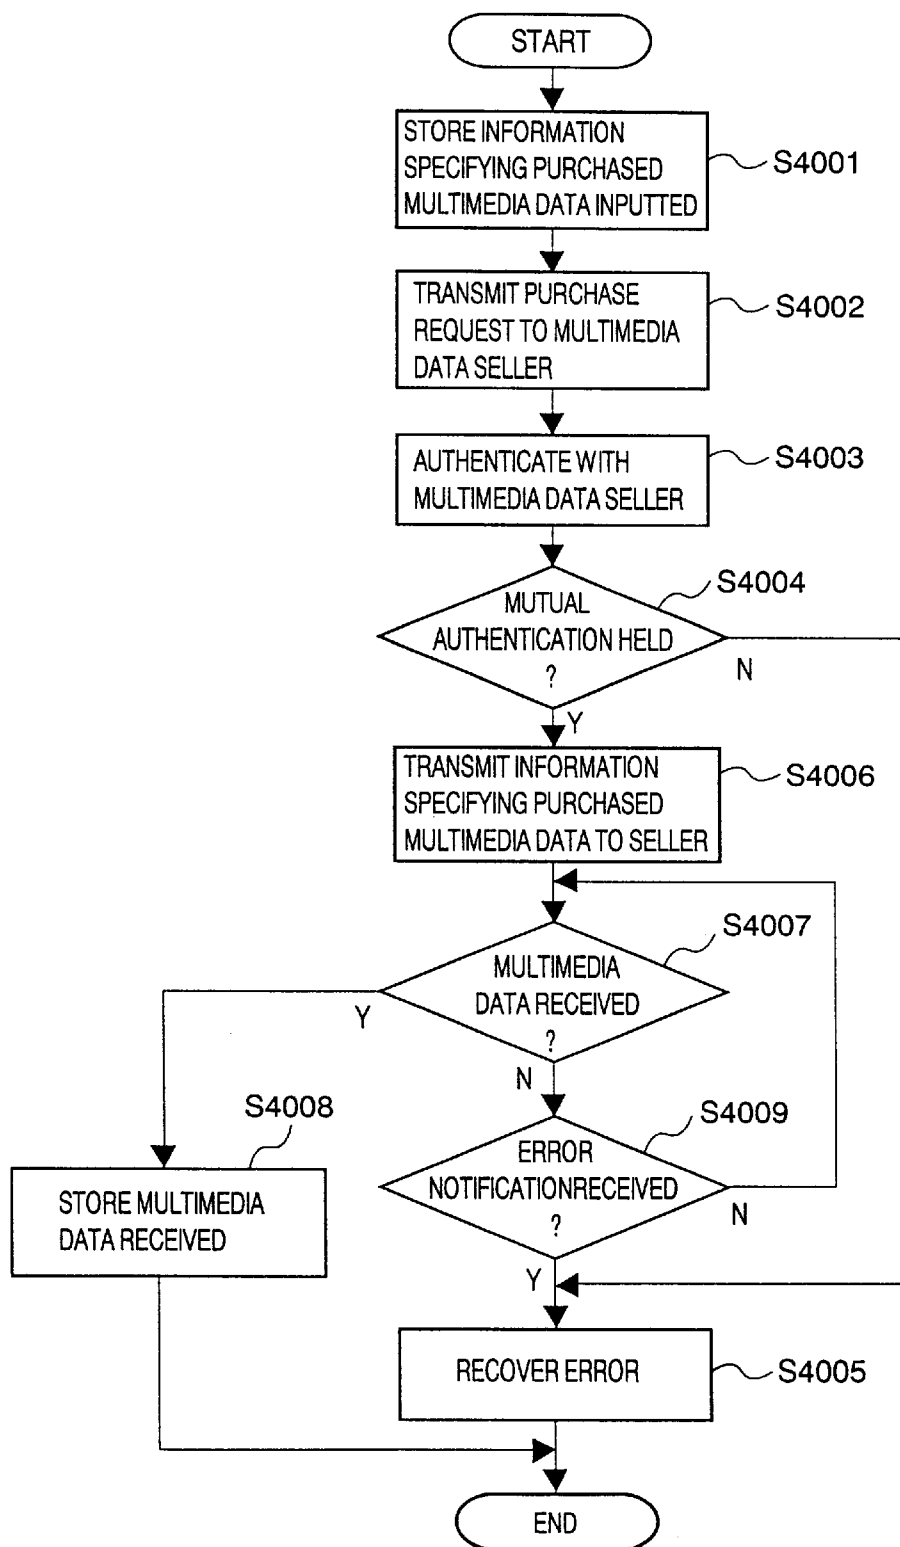 START
STORE INFORMATION
SPECIFYING PURCHASED
MULTIMEDIA DATA INPUTTED
S4001
TRANSMIT PURCHASE
REQUEST TO MULTIMEDIA
DATA SELLER
S4002
AUTHENTICATE WITH
MULTIMEDIA DATA SELLER
S4003
S4004
MUTUAL
AUTHENTICATION HELD
?
N
Y
TRANSMIT INFORMATION
SPECIFYING PURCHASED
MULTIMEDIA DATA TO SELLER
S4006
S4007
MULTIMEDIA
DATA RECEIVED
?
Y
N
S4008
STORE MULTIMEDIA
DATA RECEIVED
S4009
ERROR
NOTIFICATIONRECEIVED
?
N
Y
RECOVER ERROR
S4005
END